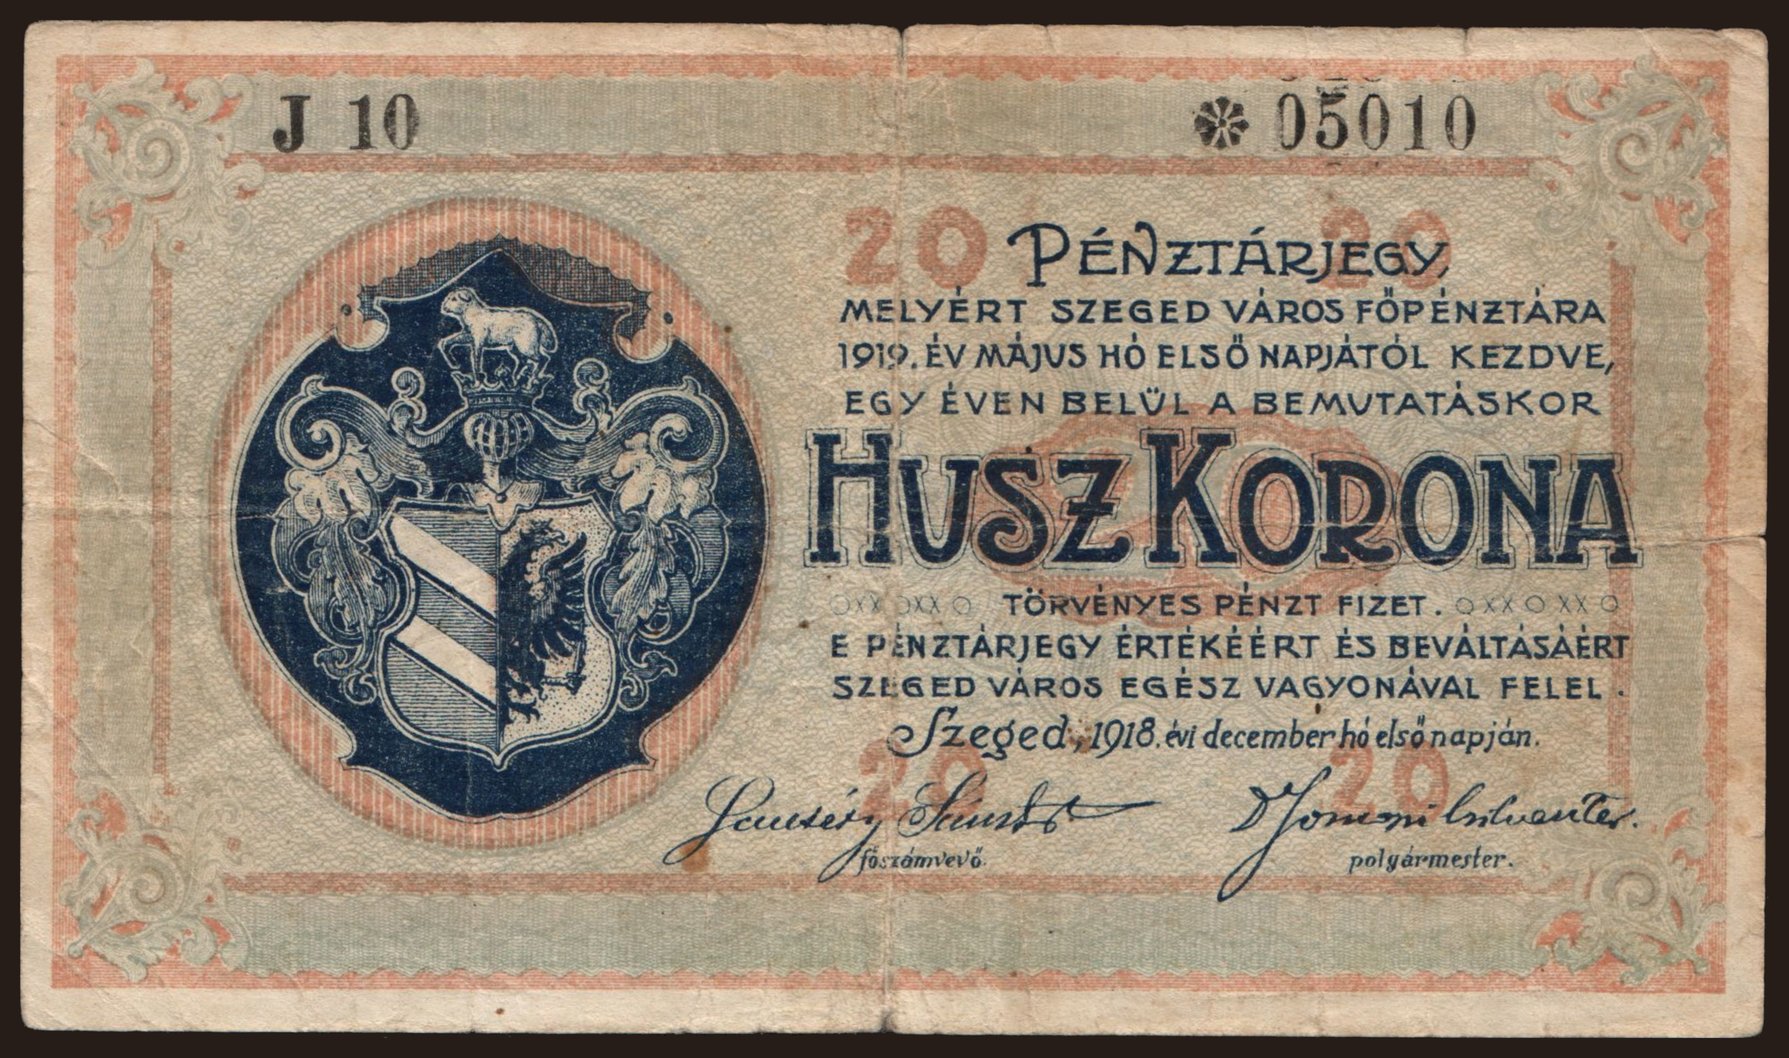 J 10
05010
20 20
PÉNZTÁRJEGY,
MELYÉRT SZEGED VÁROS FŐPÉNZTÁRA
1919. ÉV MÁJUS HÓ ELSŐ NAPJÁTÓL KEZDVE,
EGY ÉVEN BELÜL A BEMUTATÁSKOR
20
HUSZ KORONA
TÖRVÉNYES PÉNZT FIZET.
E PÉNZTÁRJEGY ÉRTÉKÉÉRT ÉS BEVÁLTÁSÁÉRT
SZEGED VÁROS EGÉSZ VAGYONÁVAL FELEL.
Szeged, 1918. évi december hó első napján.
20 20
Sándor
főszámvevő. polgármester.